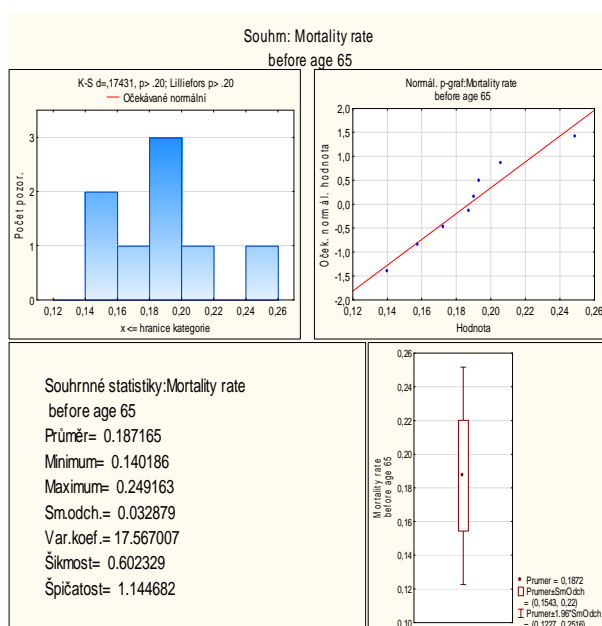 Souhrn: Mortality rate
before age 65
K-S d=,17431, p> .20; Lilliefors p> .20
Očekávané normální
Počet pozor.
3
2
1
0
0,12 0,14 0,16 0,18 0,20 0,22 0,24 0,26
x <= hranice kategorie
Normál. p-graf:Mortality rate
before age 65
Oček. normál. hodnota
2,0
1,5
1,0
0,5
0,0
-0,5
-1,0
-1,5
-2,0
0,12 0,14 0,16 0,18 0,20 0,22 0,24 0,26
Hodnota
Souhrnné statistiky:Mortality rate
before age 65
Průměr= 0.187165
Minimum= 0.140186
Maximum= 0.249163
Sm.odch.= 0.032879
Var.koef.= 17.567007
Šikmost= 0.602329
Špičatost= 1.144682
Mortality rate
before age 65
0,26
0,24
0,22
0,20
0,18
0,16
0,14
0,12
0,10
Prumer = 0,1872
Prumer±SmOdch
= (0,1543, 0,22)
Prumer±1.96*SmOdch
= (0,1227, 0,2516)